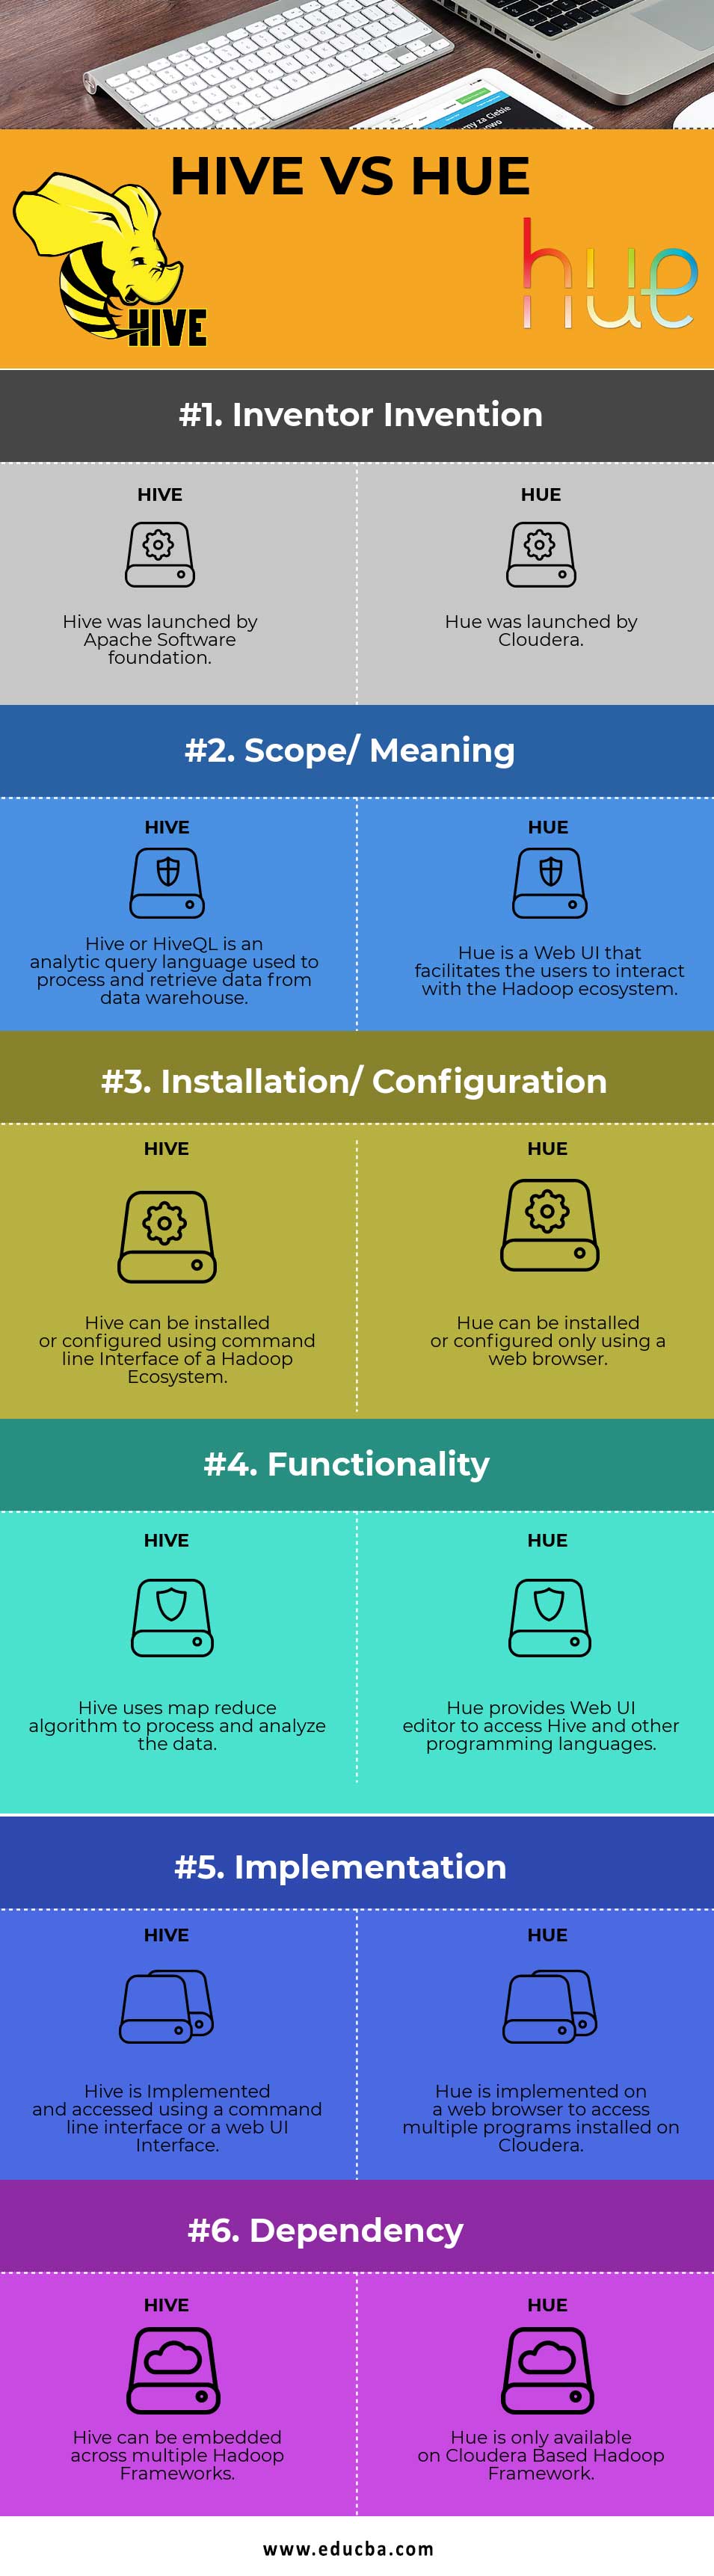 rmy za Ciebie
HIVE VS HUE
HIVE
hue
#1. Inventor Invention
HIVE
Hive was launched by
Apache Software
foundation.
HUE
Hue was launched by
Cloudera.
#2. Scope/ Meaning
HIVE
Hive or HiveQL is an
analytic query language used to
process and retrieve data from
data warehouse.
HUE
Hue is a Web UI that
facilitates the users to interact
with the Hadoop ecosystem.
#3. Installation/ Configuration
HIVE
Hive can be installed
or configured using command
line Interface of a Hadoop
Ecosystem.
HUE
Hue can be installed
or configured only using a
web browser.
#4. Functionality
HIVE
Hive uses map reduce
algorithm to process and analyze
the data.
HUE
Hue provides Web UI
editor to access Hive and other
programming languages.
#5. Implementation
HIVE
Hive is Implemented
and accessed using a command
line interface or a web UI
Interface.
HUE
Hue is implemented on
a web browser to access
multiple programs installed on
Cloudera.
#6. Dependency
HIVE
Hive can be embedded
across multiple Hadoop
Frameworks.
HUE
Hue is only available
on Cloudera Based Hadoop
Framework.
www.educba.com